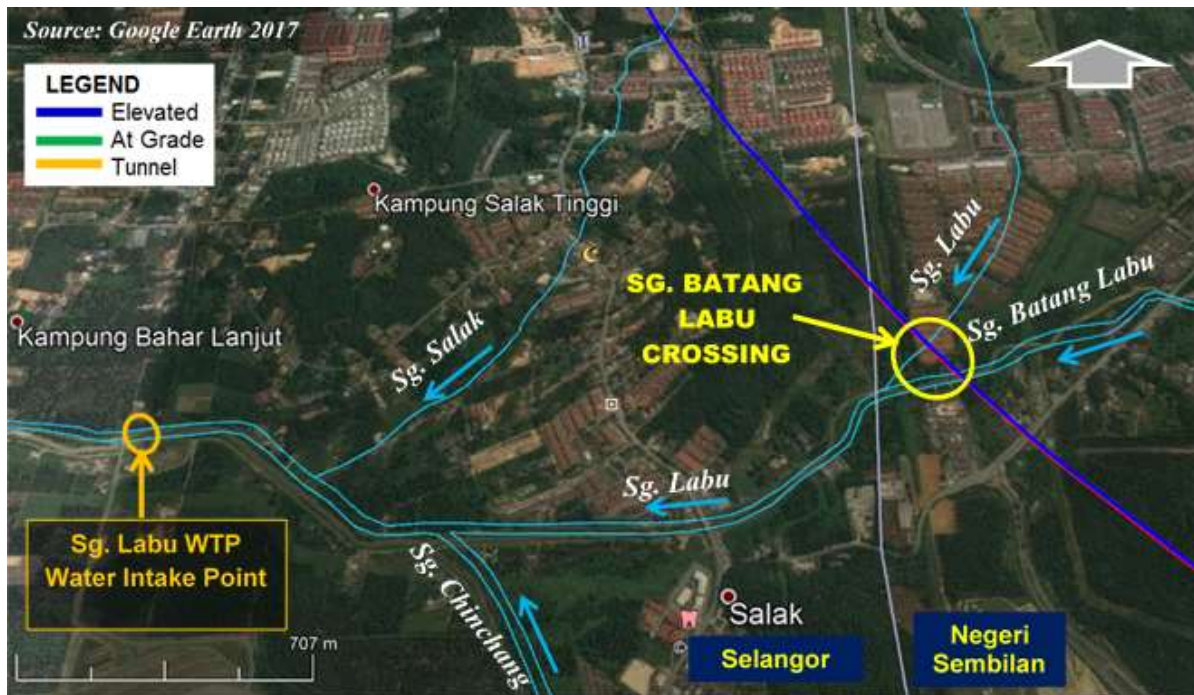 Source: Google Earth 2017
LEGEND
Elevated
At Grade
Tunnel
Kampung Salak Tinggi
Sg. Labu
SG. BATANG
LABU
CROSSING
Sg. Batang Labu
Kampung Bahar Lanjut
Sg. Salak
Sg. Labu
Sg. Labu WTP
Water Intake Point
Sg. Chinchang
707 m
Salak
Selangor
Negeri
Sembilan